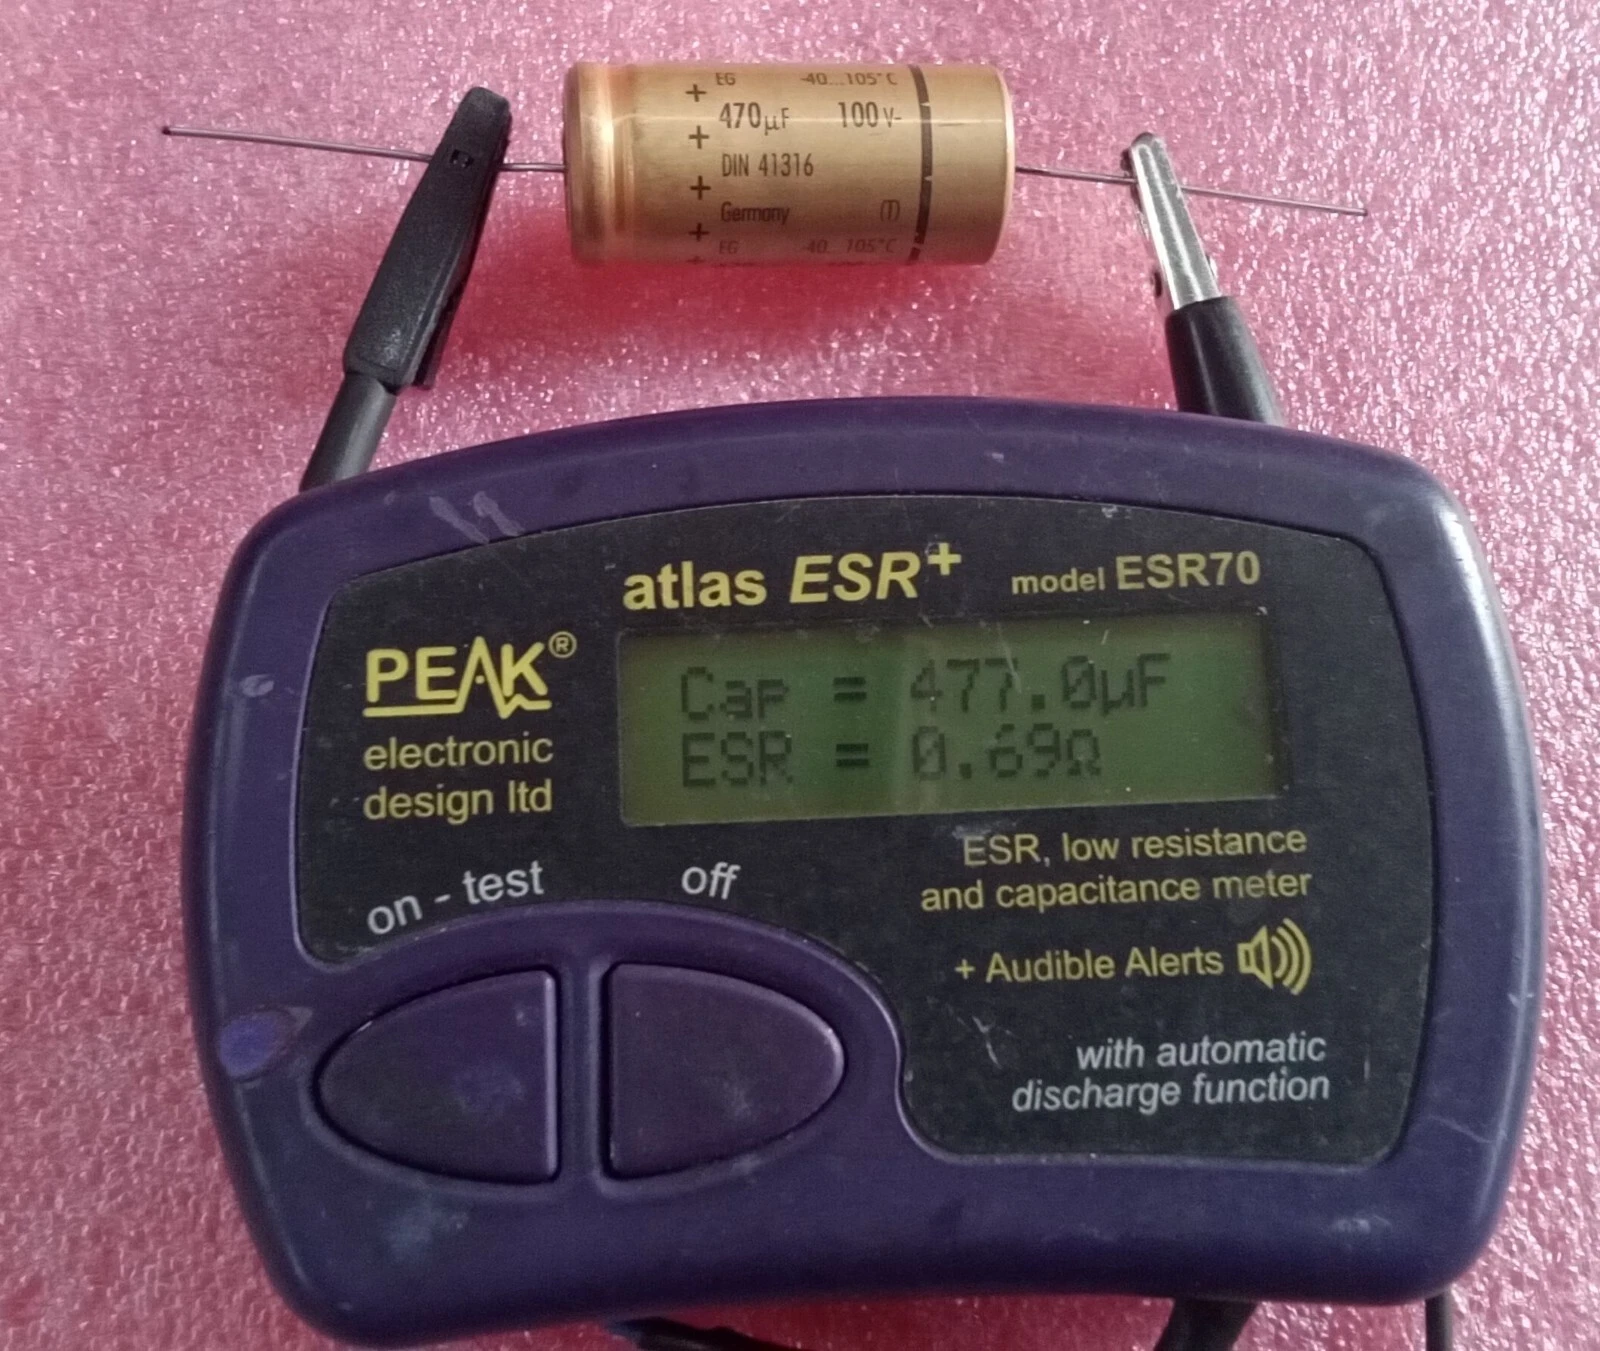 + EG -40...105°C
+ 470µF 100V-
+ DIN 41316
+ Germany (T)
+ EG -40...105°C
atlas ESR+ model ESR70
PEAK®
electronic
design ltd
Cap = 477.0µF
ESR = 0.69Ω
on - test
off
ESR, low resistance
and capacitance meter
+ Audible Alerts
with automatic
discharge function